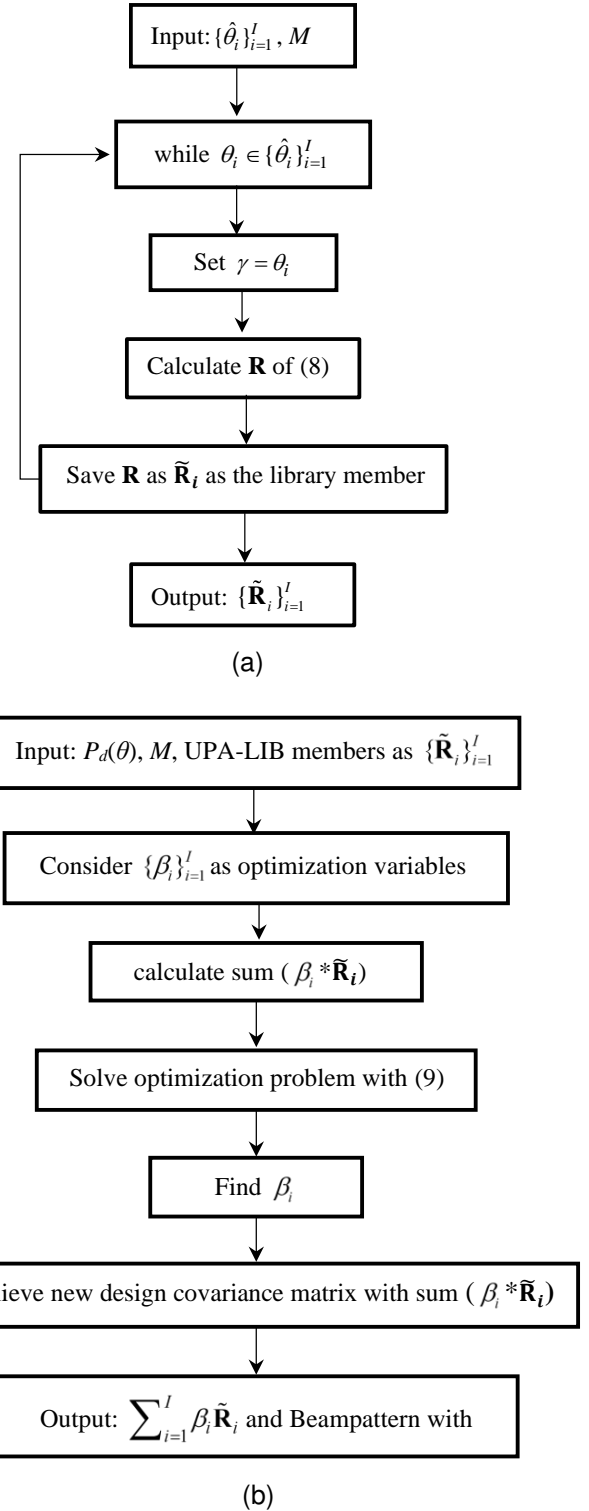 Input: {θ̂_i}_{i=1}^I, M
while θ_i ∈ {θ̂_i}_{i=1}^I
Set γ = θ_i
Calculate R of (8)
Save R as R̃_i as the library member
Output: {R̃_i}_{i=1}^I
(a)
Input: P_d(θ), M, UPA-LIB members as {R̃_i}_{i=1}^I
Consider {β_i}_{i=1}^I as optimization variables
calculate sum (β_i *R̃_i)
Solve optimization problem with (9)
Find β_i
new design covariance matrix with sum (β_i *R̃_i)
Output: ∑_{i=1}^I β_i R̃_i and Beampattern with
(b)